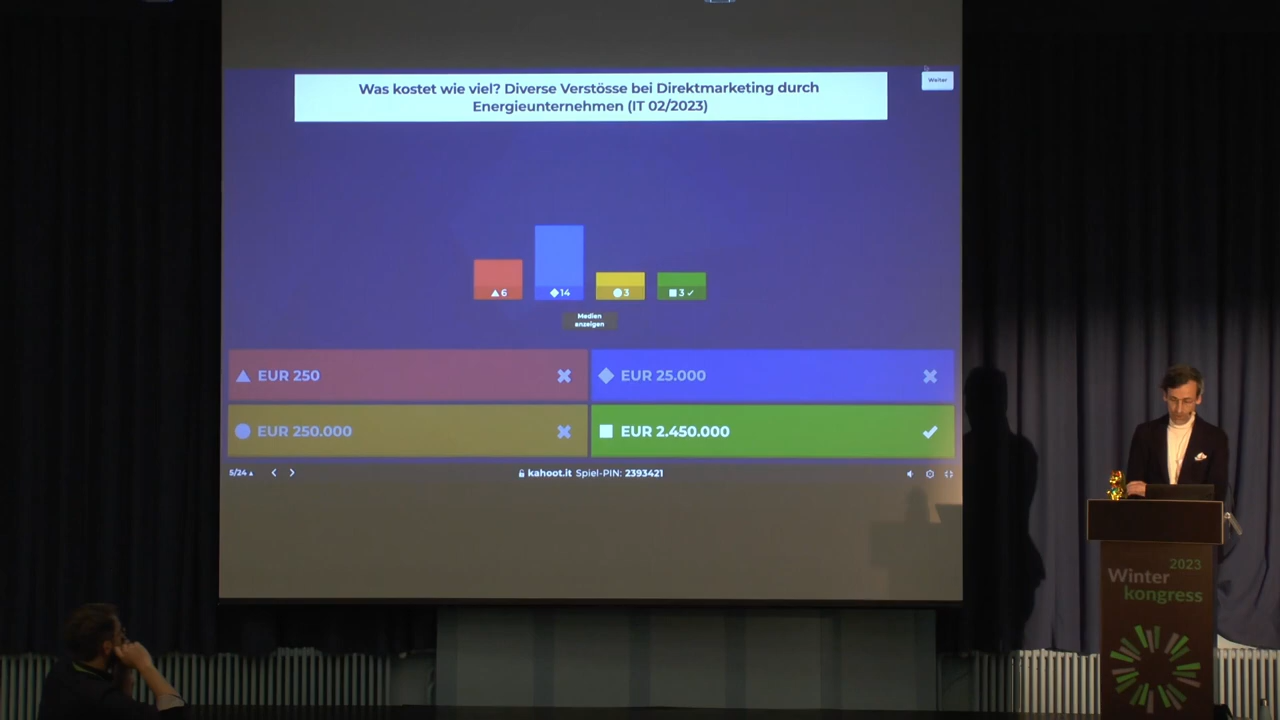 Was kostet wie viel? Diverse Verstösse bei Direktmarketing durch
Energieunternehmen (IT 02/2023)
Weiter
6
14
3
3
Medien
anzeigen
EUR 250
EUR 25.000
EUR 250.000
EUR 2.450.000
5/24
kahoot.it Spiel-PIN: 2393421
2023
Winter
kongress